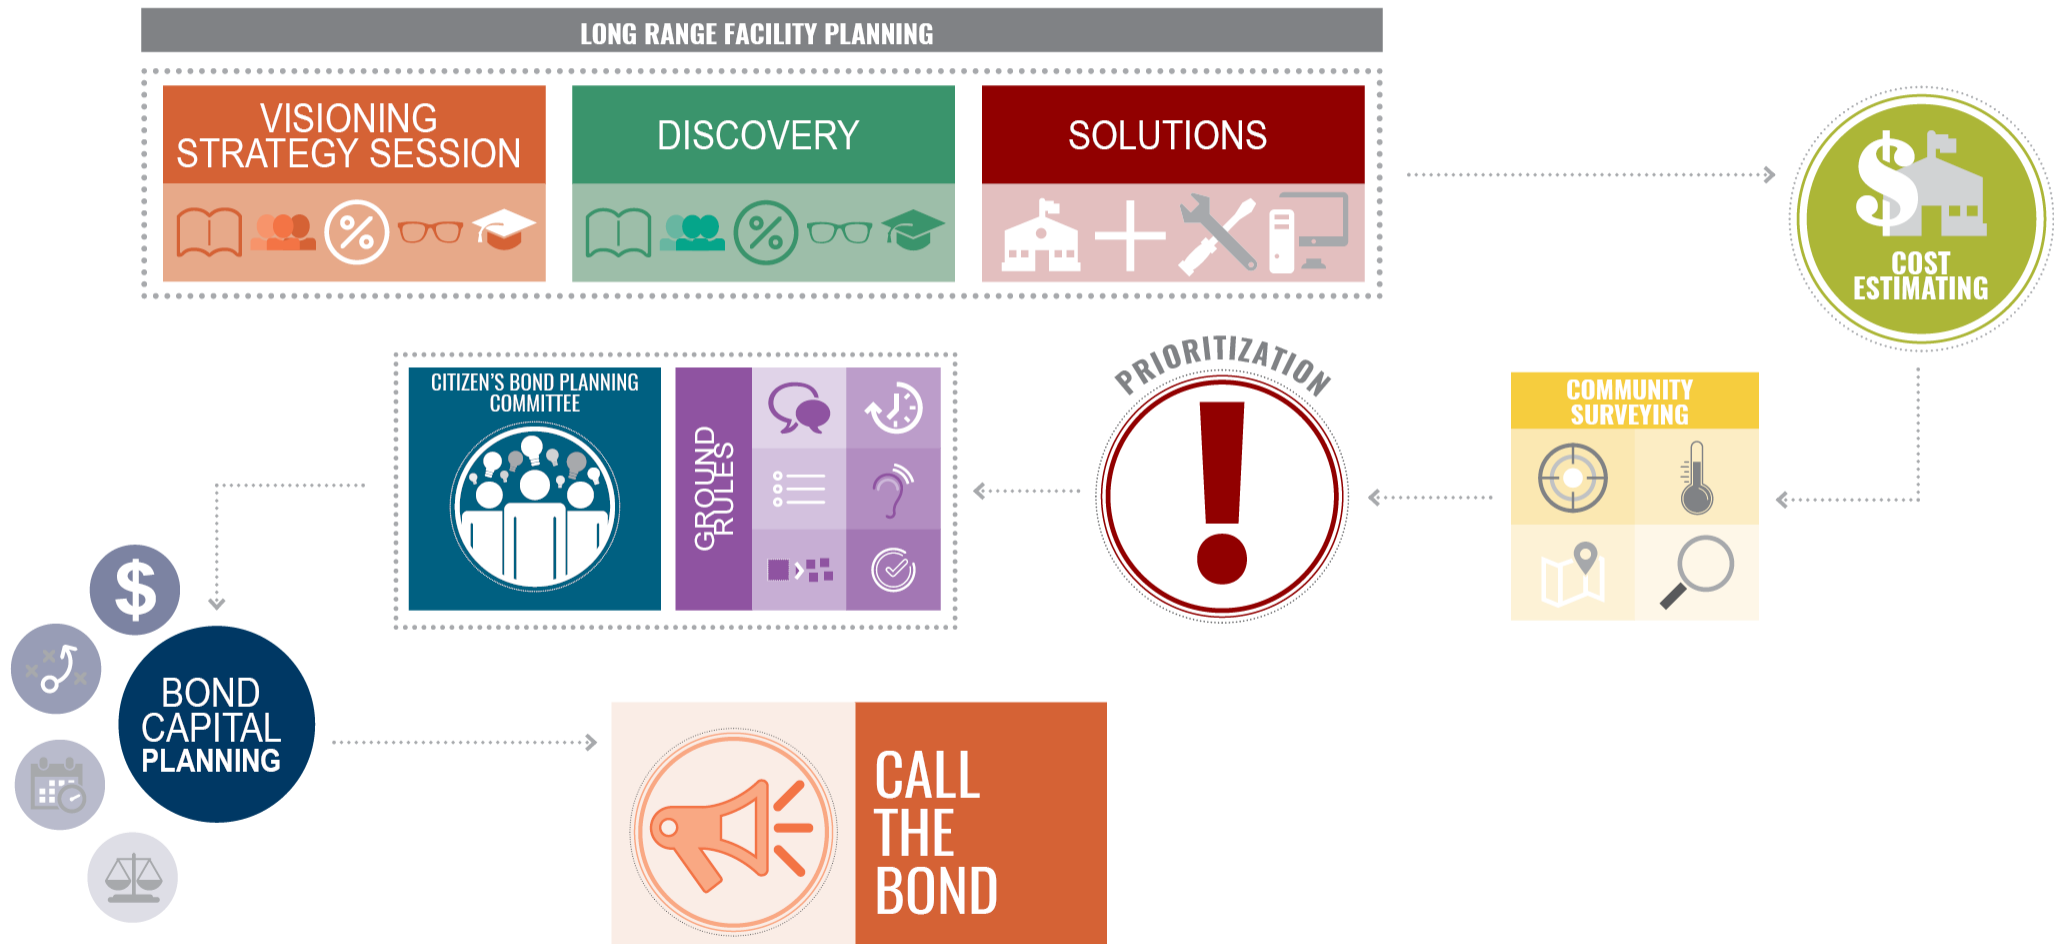 LONG RANGE FACILITY PLANNING
VISIONING
STRATEGY SESSION
DISCOVERY
SOLUTIONS
$
COST
ESTIMATING
%
%
PRIORITIZATION
!
COMMUNITY
SURVEYING
CITIZEN'S BOND PLANNING
COMMITTEE
GROUND
RULES
$
BOND
CAPITAL
PLANNING
CALL
THE
BOND